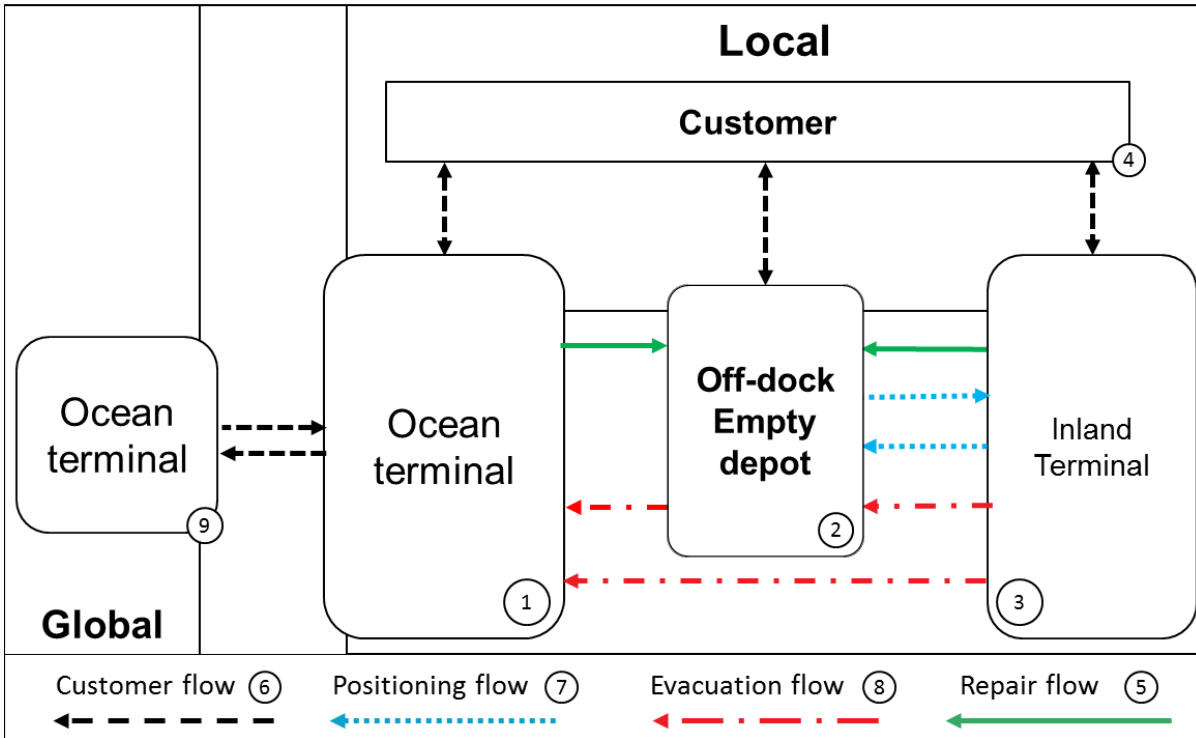 Local
Customer
4
Ocean
terminal
9
Ocean
terminal
1
Off-dock
Empty
depot
2
Inland
Terminal
3
Global
Customer flow 6
Positioning flow 7
Evacuation flow 8
Repair flow 5